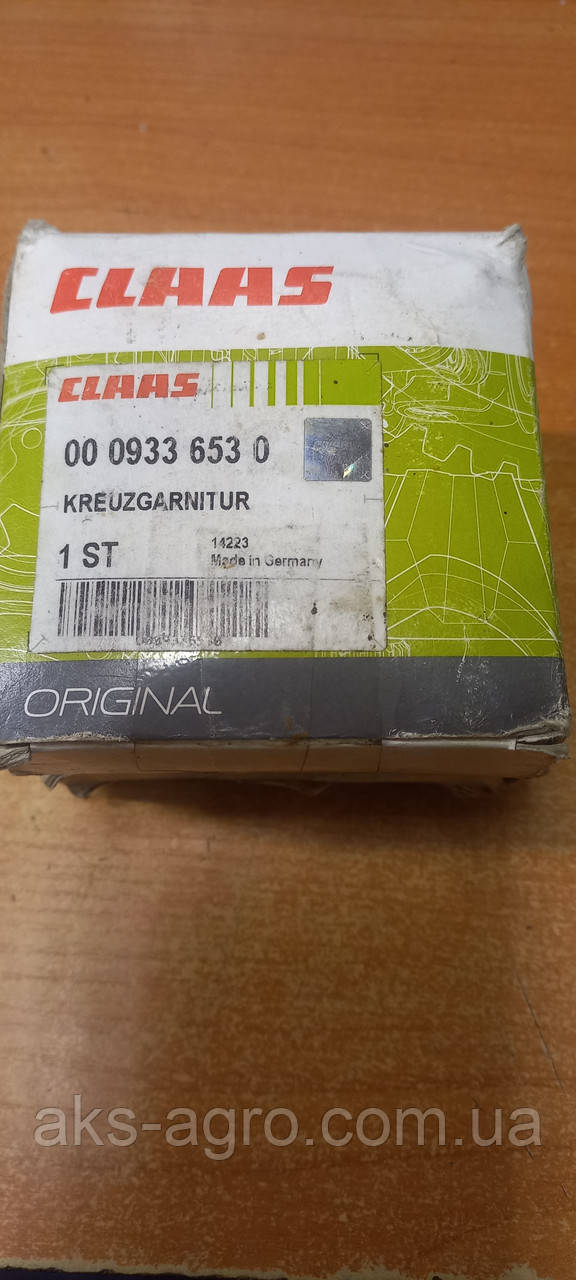 CLAAS
CLAAS
00 0933 653 0
KREUZGARNITUR
1 ST
14223
Made in Germany
ORIGINAL
aks-agro.com.ua